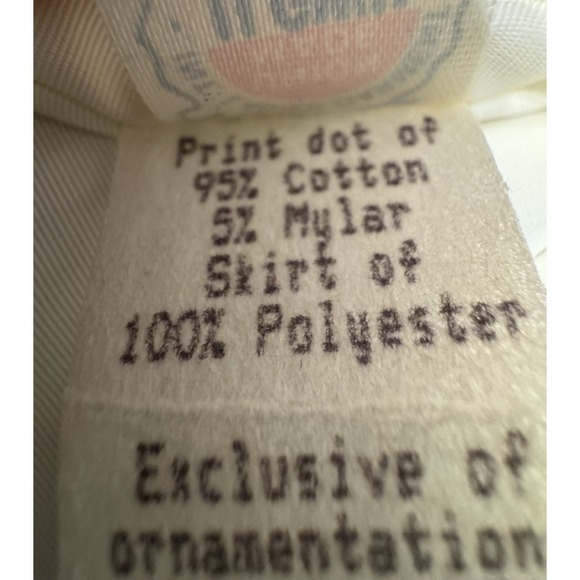 Print dot of
95% Cotton
5% Mylar
Skirt of
100% Polyester
Exclusive of
ornamentation